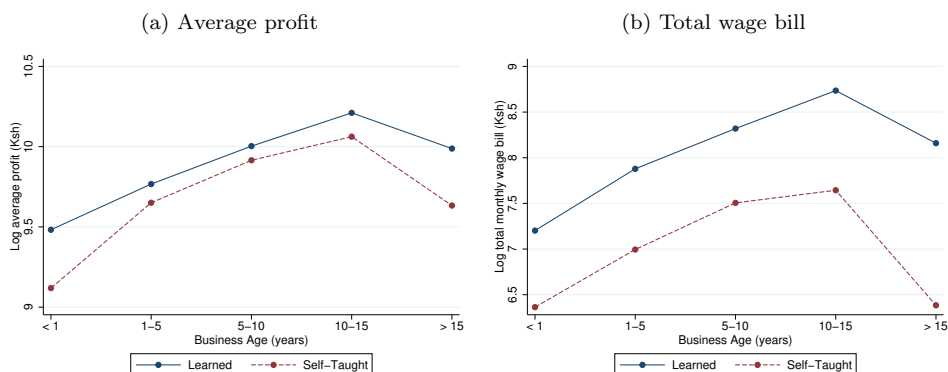 (a) Average profit
Log average profit (Ksh)
10.5
10
9.5
9
< 1 1−5 5−10 10−15 > 15
Business Age (years)
Learned Self−Taught
(b) Total wage bill
Log total monthly wage bill (Ksh)
9
8.5
8
7.5
7
6.5
< 1 1−5 5−10 10−15 > 15
Business Age (years)
Learned Self−Taught